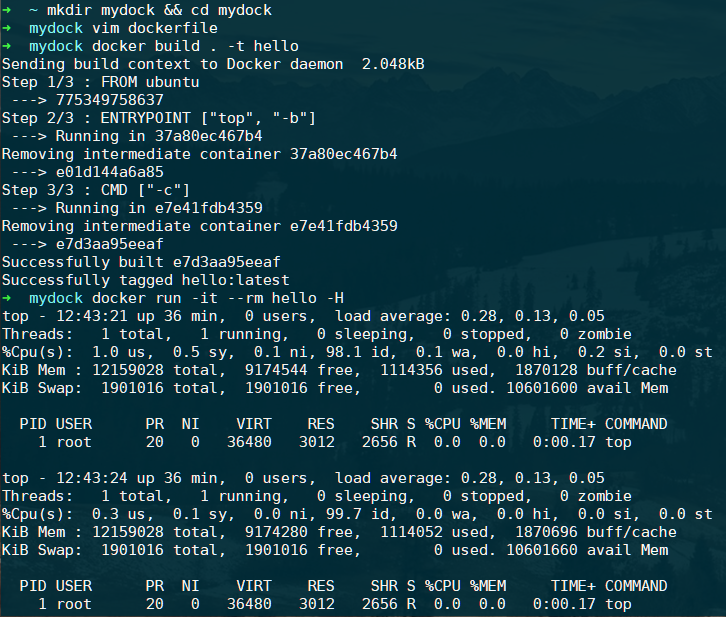 ➜  ~ mkdir mydock && cd mydock
➜  mydock vim dockerfile
➜  mydock docker build . -t hello
Sending build context to Docker daemon  2.048kB
Step 1/3 : FROM ubuntu
 ---> 775349758637
Step 2/3 : ENTRYPOINT ["top", "-b"]
 ---> Running in 37a80ec467b4
Removing intermediate container 37a80ec467b4
 ---> e01d144a6a85
Step 3/3 : CMD ["-c"]
 ---> Running in e7e41fdb4359
Removing intermediate container e7e41fdb4359
 ---> e7d3aa95eeaf
Successfully built e7d3aa95eeaf
Successfully tagged hello:latest
➜  mydock docker run -it --rm hello -H
top - 12:43:21 up 36 min,  0 users,  load average: 0.28, 0.13, 0.05
Threads:   1 total,   1 running,   0 sleeping,   0 stopped,   0 zombie
%Cpu(s):  1.0 us,  0.5 sy,  0.1 ni, 98.1 id,  0.1 wa,  0.0 hi,  0.2 si,  0.0 st
KiB Mem : 12159028 total,  9174544 free,  1114356 used,  1870128 buff/cache
KiB Swap:  1901016 total,  1901016 free,        0 used. 10601600 avail Mem
  PID USER      PR  NI    VIRT    RES    SHR S %CPU %MEM     TIME+ COMMAND
    1 root      20   0   36480   3012   2656 R  0.0  0.0   0:00.17 top
top - 12:43:24 up 36 min,  0 users,  load average: 0.28, 0.13, 0.05
Threads:   1 total,   1 running,   0 sleeping,   0 stopped,   0 zombie
%Cpu(s):  0.3 us,  0.1 sy,  0.0 ni, 99.7 id,  0.0 wa,  0.0 hi,  0.0 si,  0.0 st
KiB Mem : 12159028 total,  9174280 free,  1114052 used,  1870696 buff/cache
KiB Swap:  1901016 total,  1901016 free,        0 used. 10601660 avail Mem
  PID USER      PR  NI    VIRT    RES    SHR S %CPU %MEM     TIME+ COMMAND
    1 root      20   0   36480   3012   2656 R  0.0  0.0   0:00.17 top